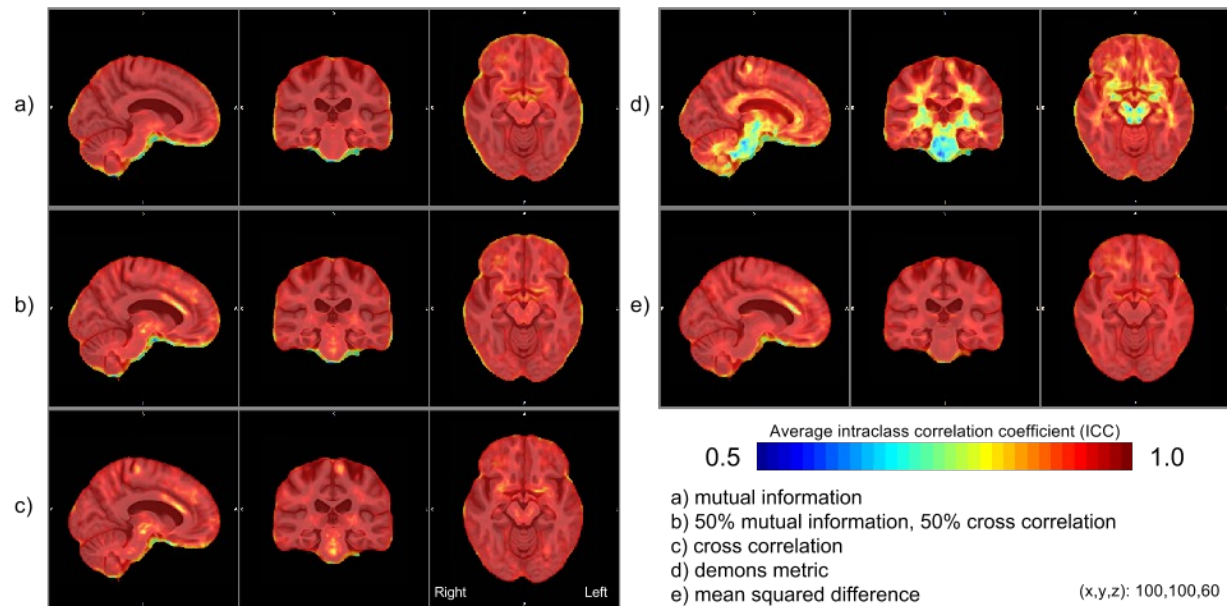 a)
b)
c)
Right
Left
d)
e)
Average intraclass correlation coefficient (ICC)
0.5
1.0
a) mutual information
b) 50% mutual information, 50% cross correlation
c) cross correlation
d) demons metric
e) mean squared difference
(x,y,z): 100,100,60